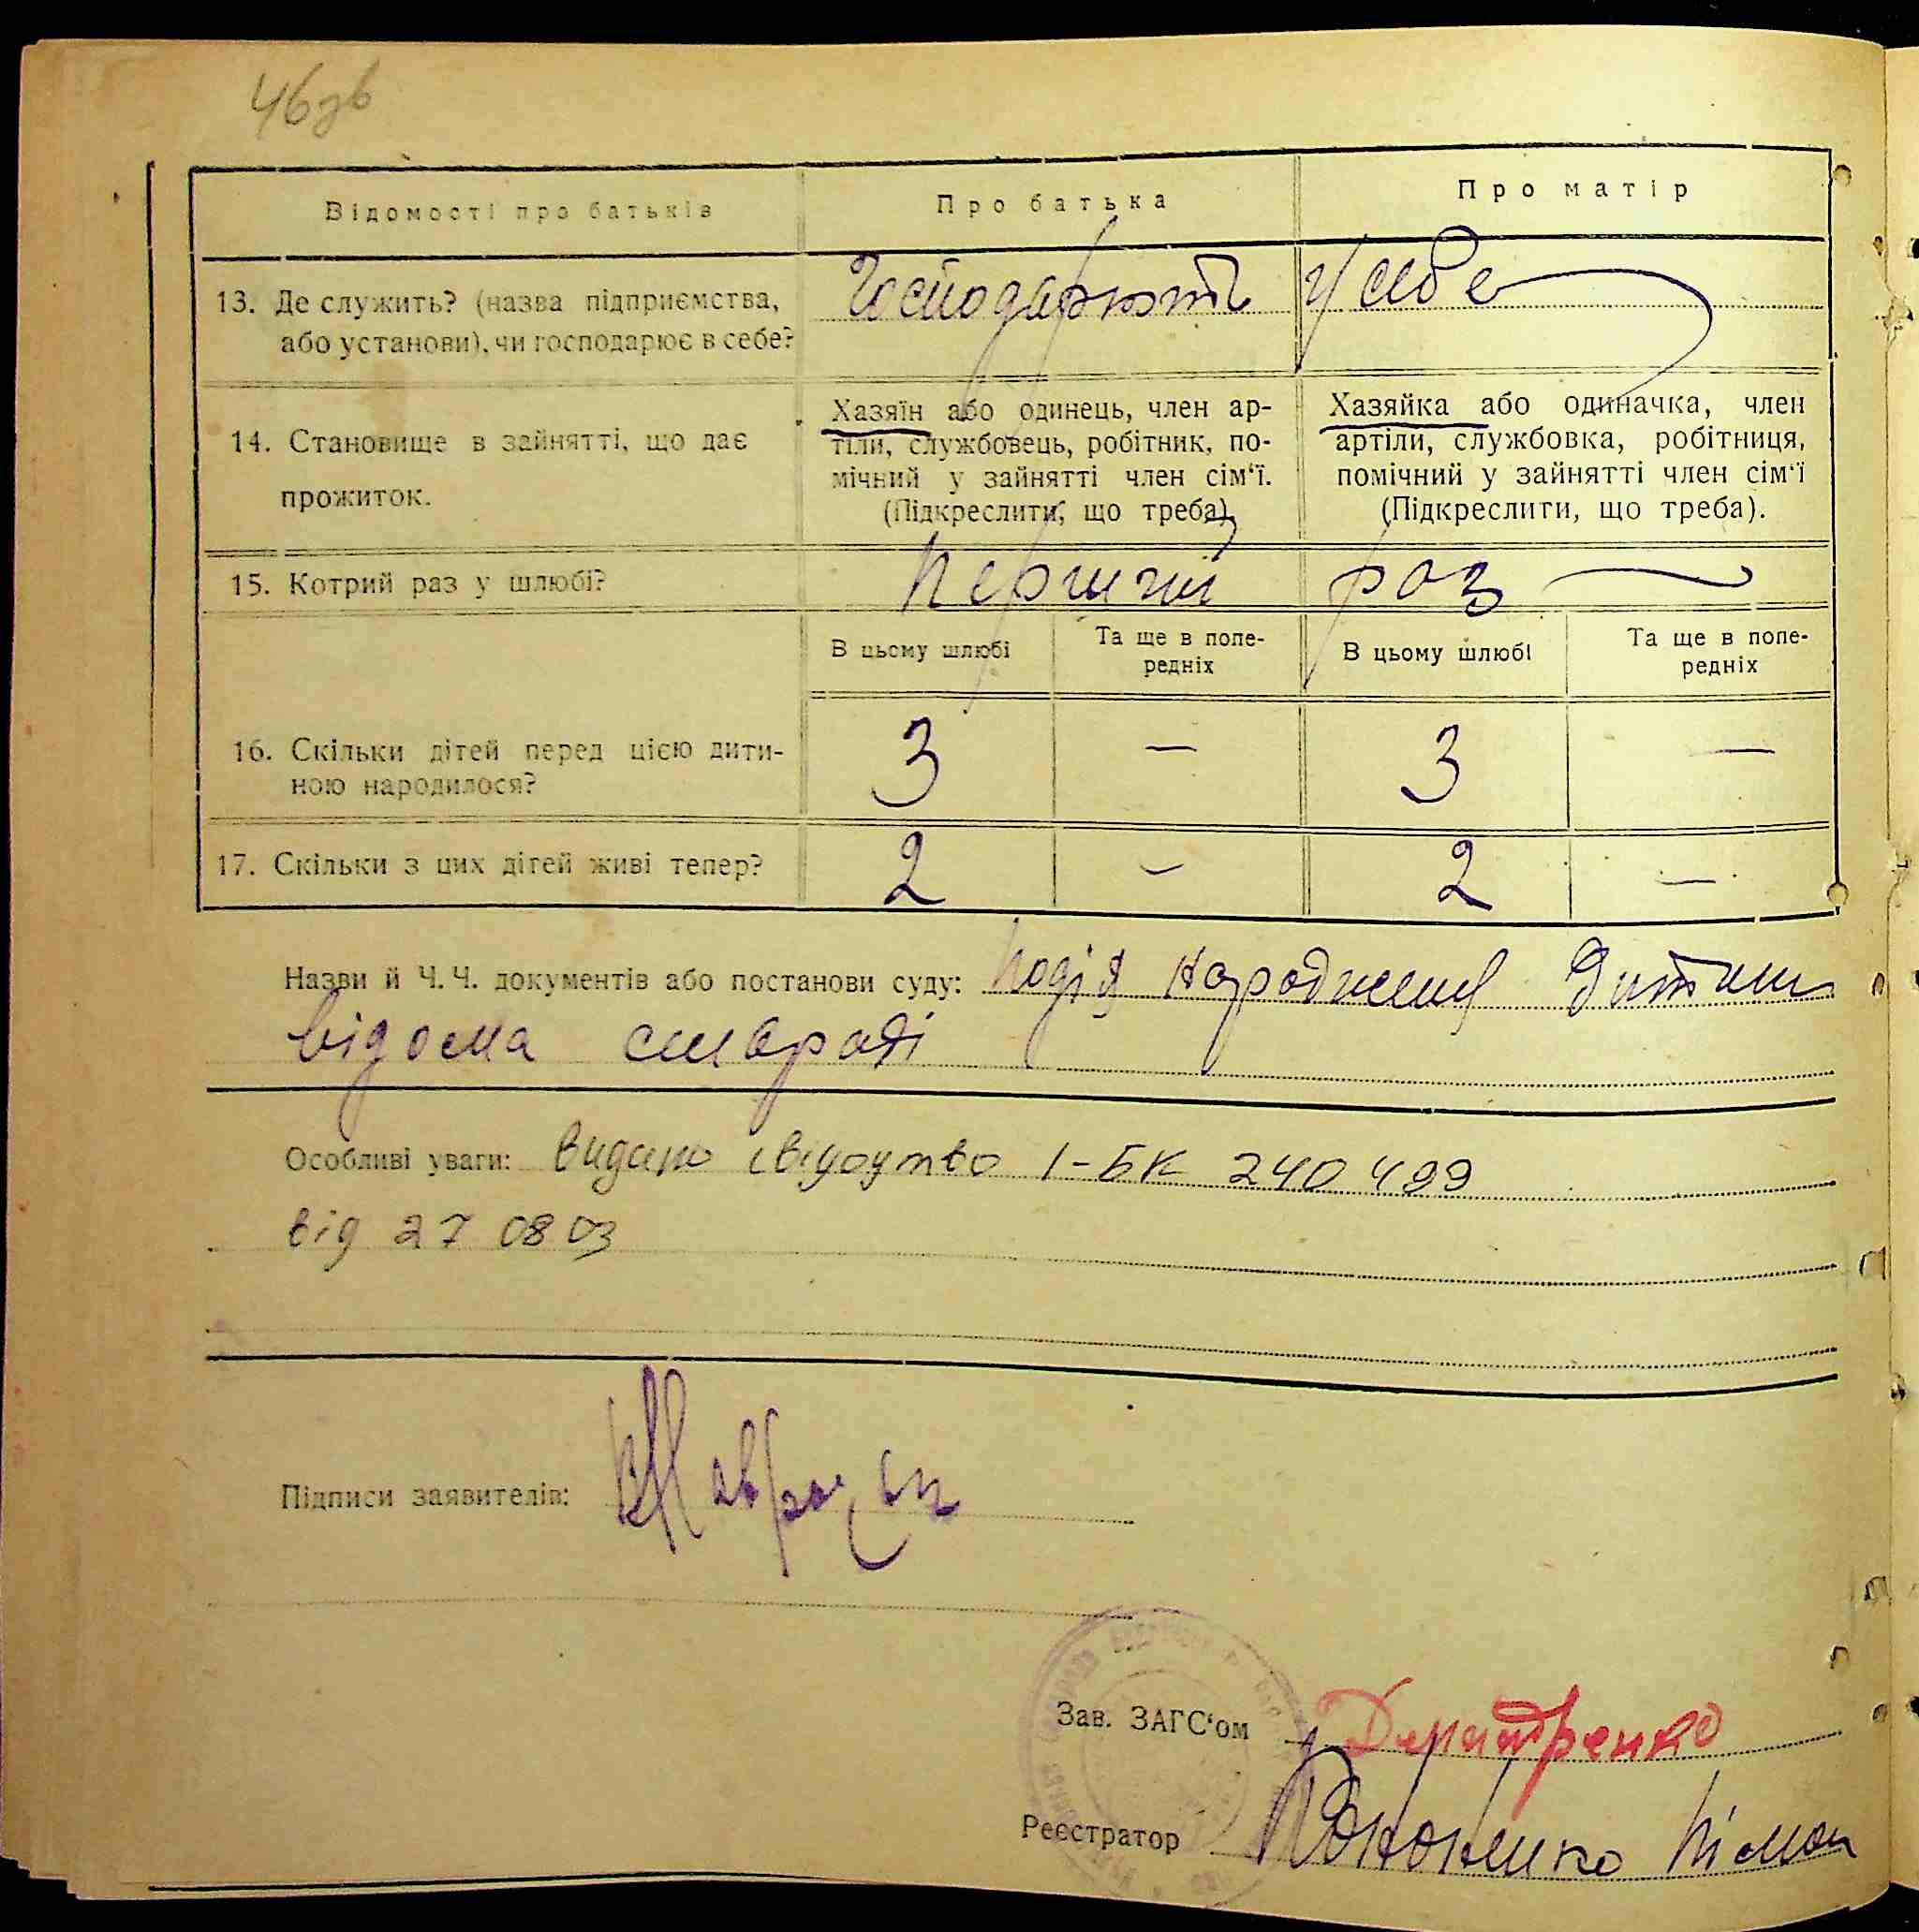 46зв
Відомості про батьків
Про батька
Про матір
13. Де служить? (назва підприємства,
або установи), чи господарює в себе?
Господарють у себе
14. Становище в зайнятті, що дає
прожиток.
Хазяїн або одинець, член ар-
тіли, службовець, робітник, по-
мічний у зайнятті член сім‘ї.
(Підкреслити, що треба)
Хазяйка або одиначка, член
артіли, службовка, робітниця,
помічний у зайнятті член сім‘ї
(Підкреслити, що треба).
15. Котрий раз у шлюбі?
Перший раз
В цьому шлюбі
Та ще в попе-
редніх
В цьому шлюбі
Та ще в попе-
редніх
16. Скільки дітей перед цією дити-
ною народилося?
3 — 3 —
17. Скільки з цих дітей живі тепер?
2 — 2 —
Назви й Ч. Ч. документів або постанови суду: Подія народження дитини
відома сільраді
Особливі уваги: видано свідоцтво І-БК 240499
від 27 08 03
Підписи заявителів:
Зав. ЗАГС‘ом
Реєстратор